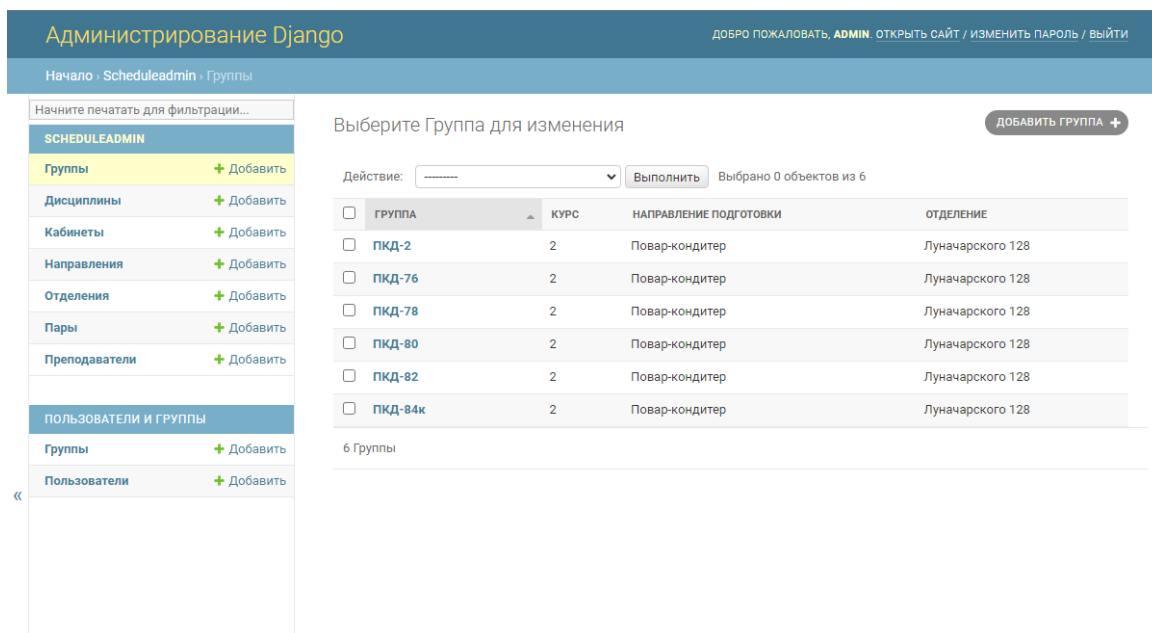 Администрирование Django
ДОБРО ПОЖАЛОВАТЬ, ADMIN. ОТКРЫТЬ САЙТ / ИЗМЕНИТЬ ПАРОЛЬ / ВЫЙТИ
Начало › Scheduleadmin › Группы
Начните печатать для фильтрации...
SCHEDULEADMIN
Группы + Добавить
Дисциплины + Добавить
Кабинеты + Добавить
Направления + Добавить
Отделения + Добавить
Пары + Добавить
Преподаватели + Добавить
ПОЛЬЗОВАТЕЛИ И ГРУППЫ
Группы + Добавить
Пользователи + Добавить
«
Выберите Группа для изменения
ДОБАВИТЬ ГРУППА +
Действие: --------- Выполнить Выбрано 0 объектов из 6
ГРУППА КУРС НАПРАВЛЕНИЕ ПОДГОТОВКИ ОТДЕЛЕНИЕ
ПКД-2 2 Повар-кондитер Луначарского 128
ПКД-76 2 Повар-кондитер Луначарского 128
ПКД-78 2 Повар-кондитер Луначарского 128
ПКД-80 2 Повар-кондитер Луначарского 128
ПКД-82 2 Повар-кондитер Луначарского 128
ПКД-84к 2 Повар-кондитер Луначарского 128
6 Группы